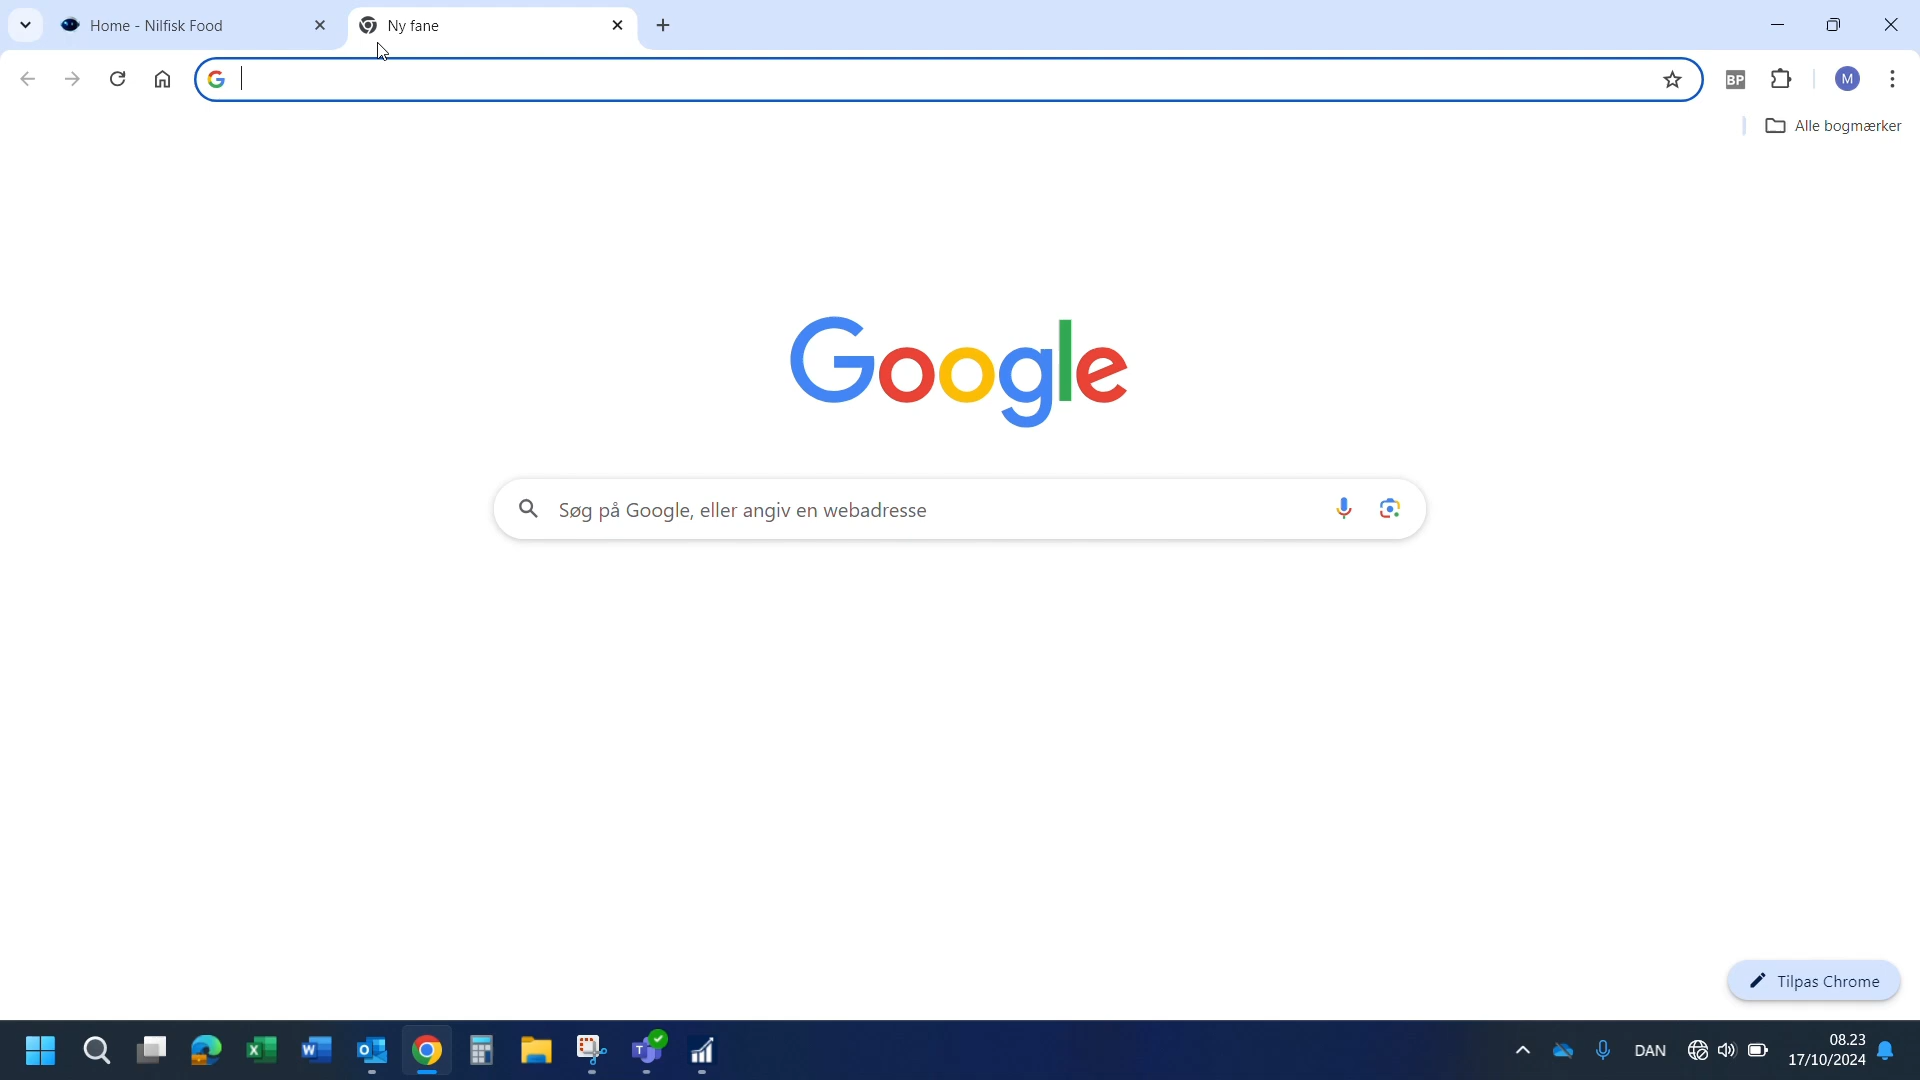 Home - Nilfisk Food
Ny fane
G
BP
M
Alle bogmærker
Google
Søg på Google, eller angiv en webadresse
Tilpas Chrome
DAN
08.23
17/10/2024